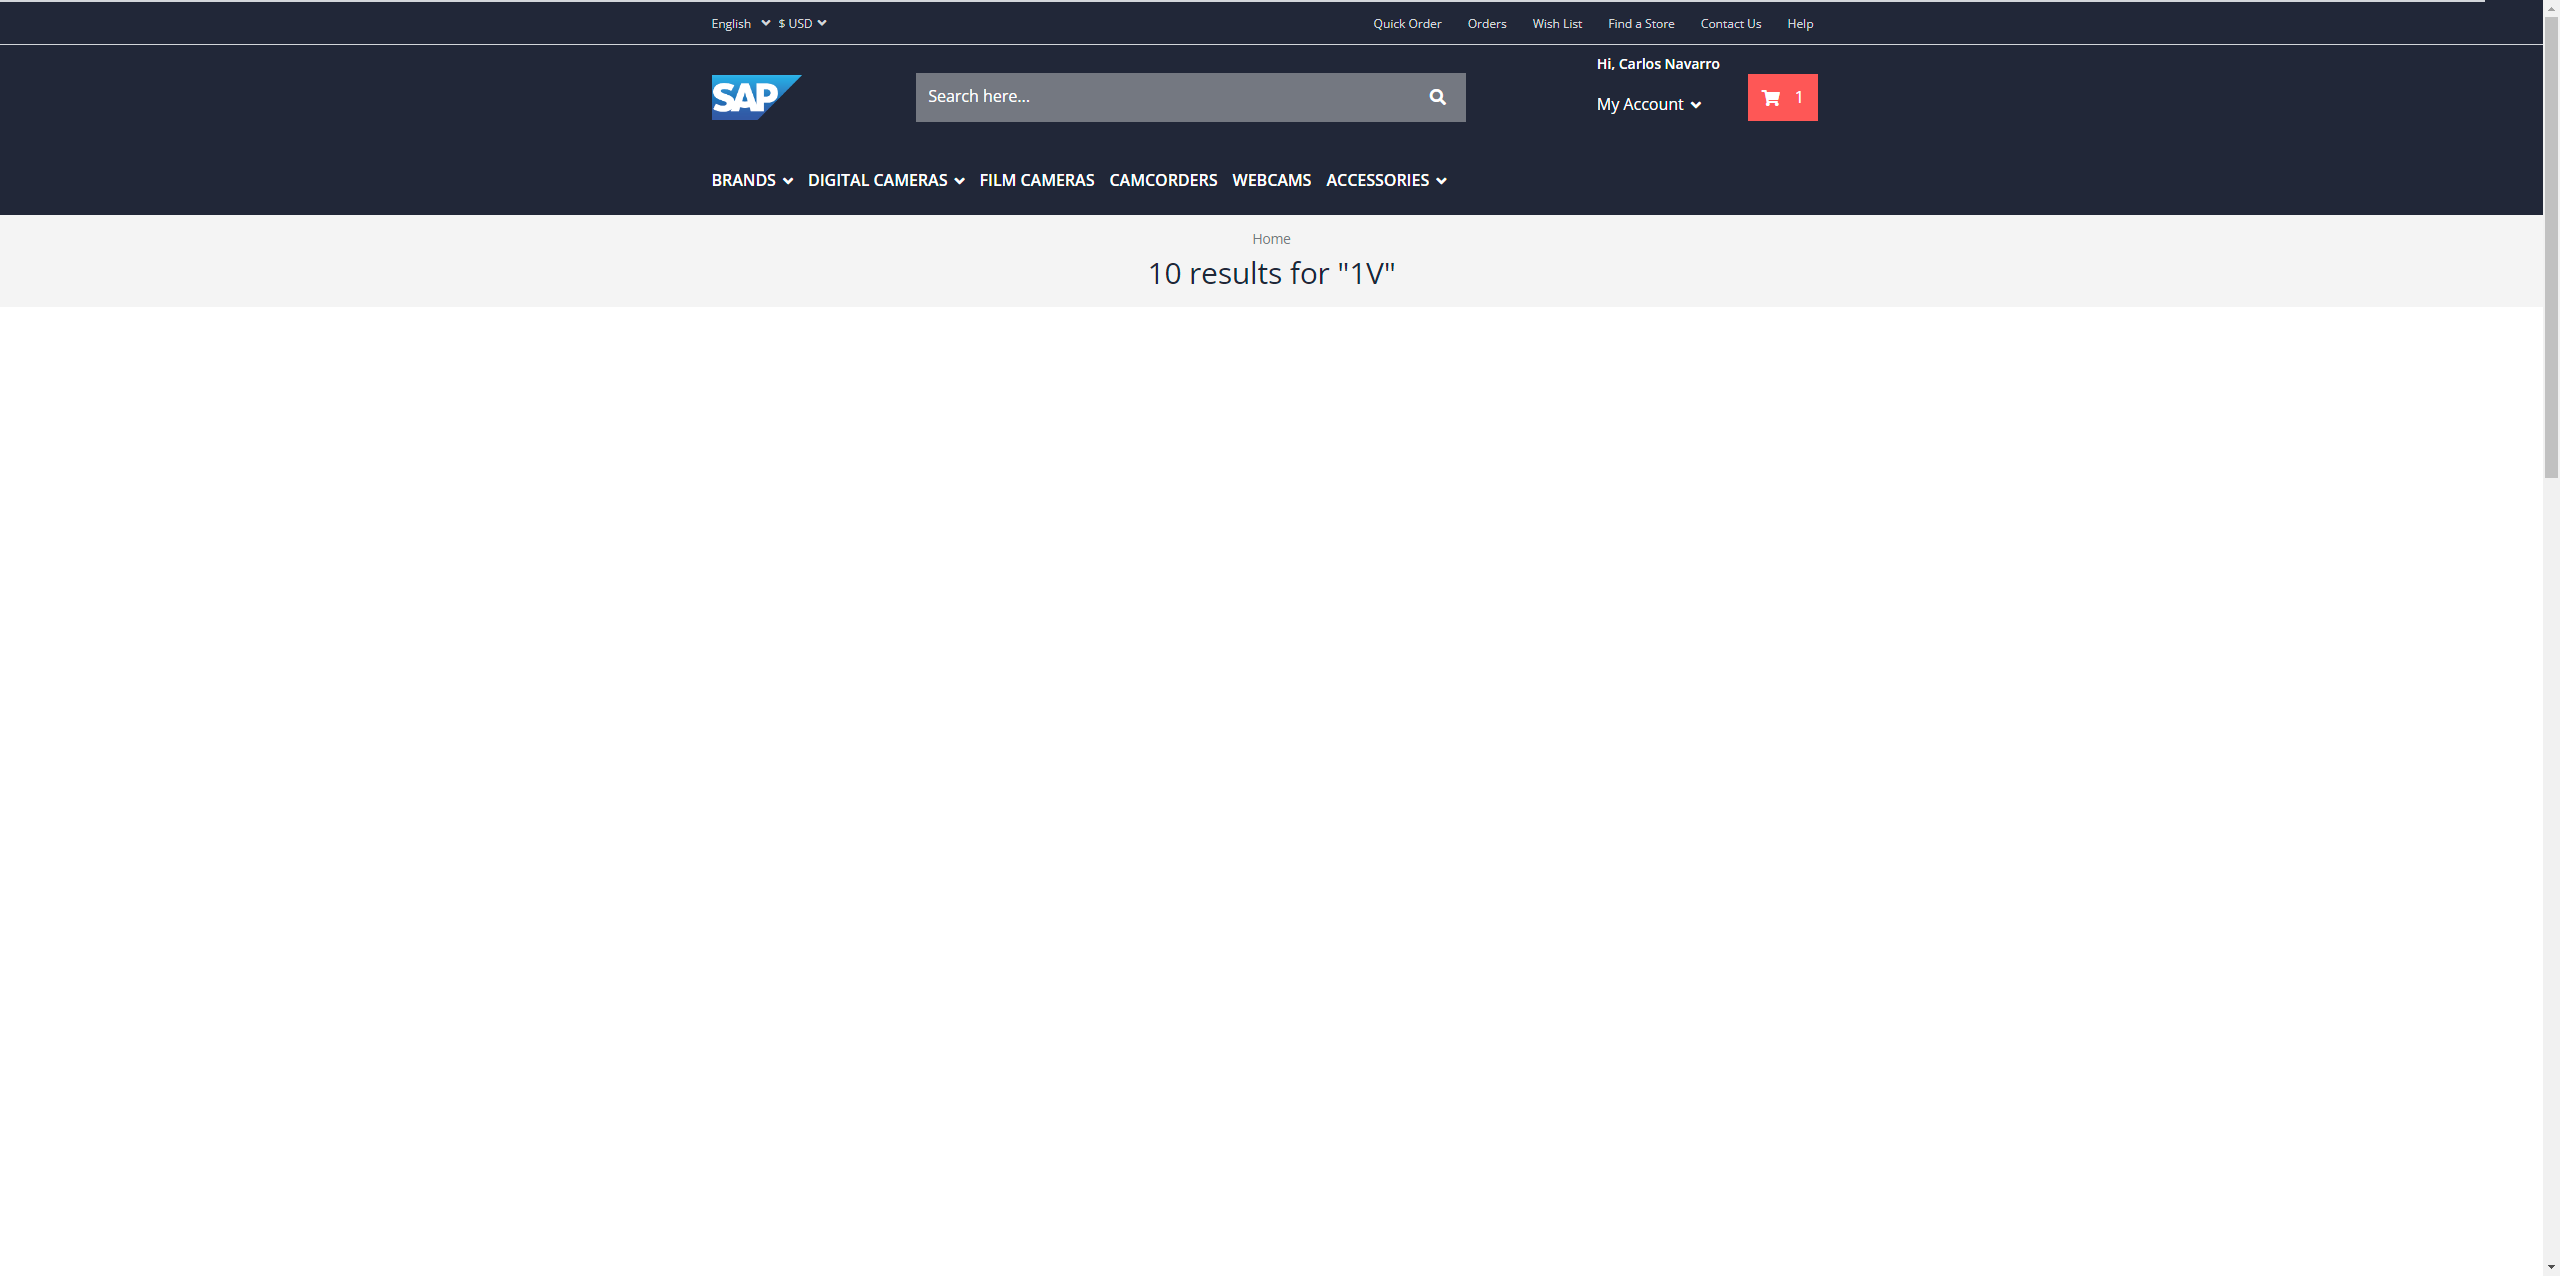 English $ USD Quick Order Orders Wish List Find a Store Contact Us Help
Hi, Carlos Navarro
SAP Search here... My Account 1
BRANDS DIGITAL CAMERAS FILM CAMERAS CAMCORDERS WEBCAMS ACCESSORIES
Home
10 results for "1V"